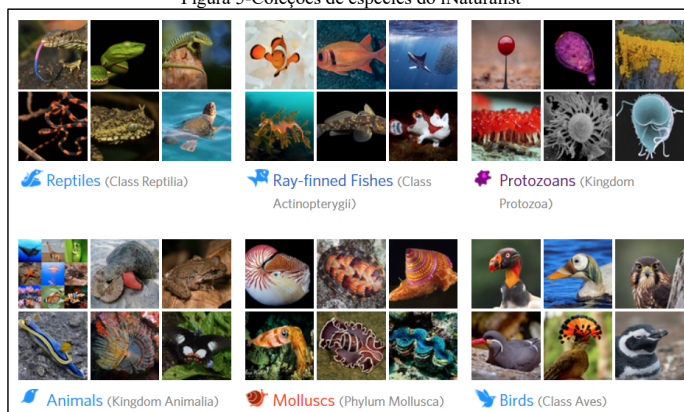 Figura 5-Coleções de espécies do iNaturalist
Reptiles (Class Reptilia)
Ray-finned Fishes (Class
Actinopterygii)
Protozoans (Kingdom
Protozoa)
Animals (Kingdom Animalia)
Molluscs (Phylum Mollusca)
Birds (Class Aves)